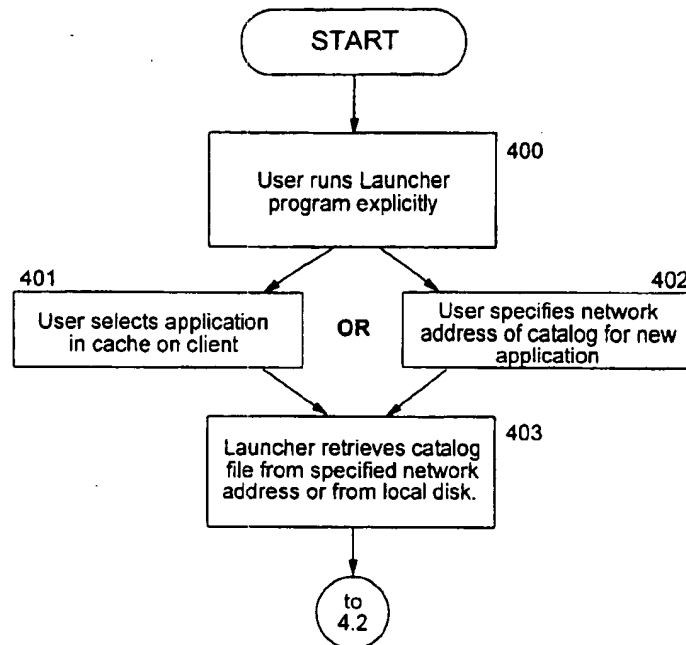 START
400
User runs Launcher
program explicitly
401
User selects application
in cache on client
OR
402
User specifies network
address of catalog for new
application
403
Launcher retrieves catalog
file from specified network
address or from local disk.
to
4.2